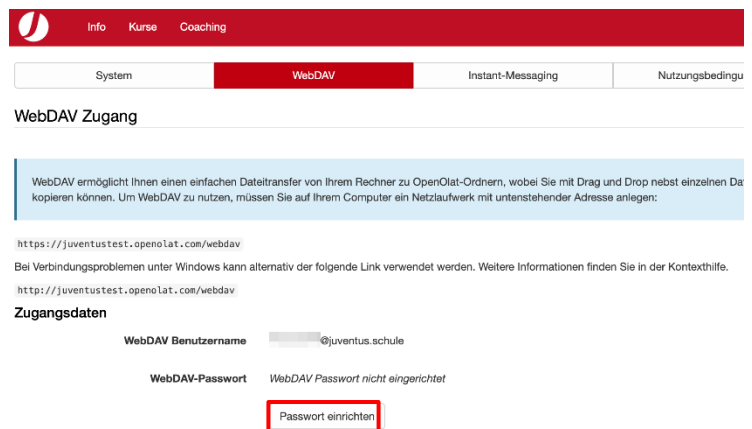 Info Kurse Coaching
System WebDAV Instant-Messaging Nutzungsbedingu
WebDAV Zugang
WebDAV ermöglicht Ihnen einen einfachen Dateitransfer von Ihrem Rechner zu OpenOlat-Ordnern, wobei Sie mit Drag und Drop nebst einzelnen Da
kopieren können. Um WebDAV zu nutzen, müssen Sie auf Ihrem Computer ein Netzlaufwerk mit untenstehender Adresse anlegen:
https://juventustest.openolat.com/webdav
Bei Verbindungsproblemen unter Windows kann alternativ der folgende Link verwendet werden. Weitere Informationen finden Sie in der Kontexthilfe.
http://juventustest.openolat.com/webdav
Zugangsdaten
WebDAV Benutzername @juventus.schule
WebDAV-Passwort WebDAV Passwort nicht eingerichtet
Passwort einrichten